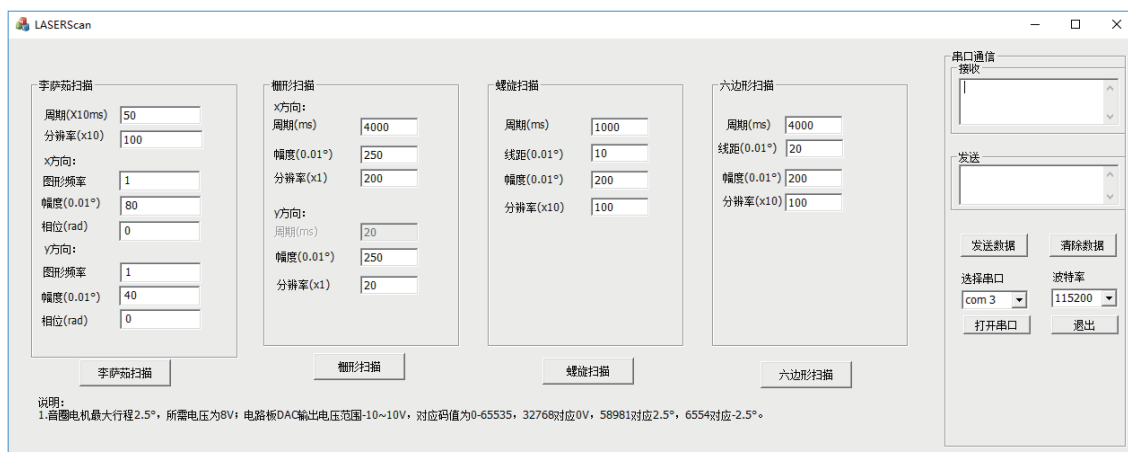 LASERScan
李萨茹扫描
周期(X10ms) 50
分辨率(x10) 100
x方向:
图形频率 1
幅度(0.01°) 80
相位(rad) 0
y方向:
图形频率 1
幅度(0.01°) 40
相位(rad) 0
李萨茹扫描
栅形扫描
x方向:
周期(ms) 4000
幅度(0.01°) 250
分辨率(x1) 200
y方向:
周期(ms) 20
幅度(0.01°) 250
分辨率(x1) 20
栅形扫描
螺旋扫描
周期(ms) 1000
线距(0.01°) 10
幅度(0.01°) 200
分辨率(x10) 100
螺旋扫描
六边形扫描
周期(ms) 4000
线距(0.01°) 20
幅度(0.01°) 200
分辨率(x10) 100
六边形扫描
串口通信
接收
发送
发送数据 清除数据
选择串口 波特率
com 3 115200
打开串口 退出
说明:
1.音圈电机最大行程2.5°，所需电压为8V；电路板DAC输出电压范围-10~10V，对应码值为0-65535，32768对应0V，58981对应2.5°，6554对应-2.5°。